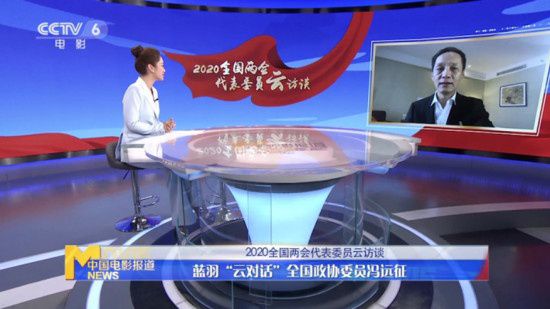 CCTV 6
电影
2020全国两会
代表委员云访谈
2020全国两会代表委员云访谈
中国电影报道
NEWS
蓝羽“云对话”全国政协委员冯远征